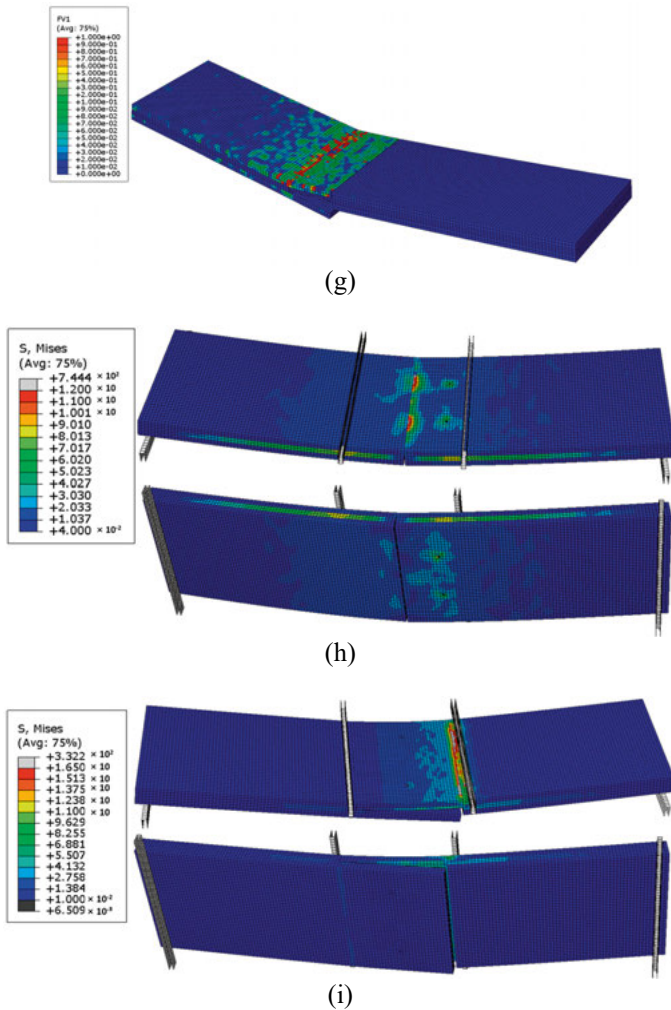 FV1
(Avg: 75%)
+1.000e+00
+9.000e-01
+8.000e-01
+7.000e-01
+6.000e-01
+5.000e-01
+4.000e-01
+3.000e-01
+2.000e-01
+1.000e-01
+9.000e-02
+8.000e-02
+7.000e-02
+6.000e-02
+5.000e-02
+4.000e-02
+3.000e-02
+2.000e-02
+1.000e-02
+0.000e+00
(g)
S, Mises
(Avg: 75%)
+7.444 × 10²
+1.200 × 10
+1.100 × 10
+1.001 × 10
+9.010
+8.013
+7.017
+6.020
+5.023
+4.027
+3.030
+2.033
+1.037
+4.000 × 10⁻²
(h)
S, Mises
(Avg: 75%)
+3.322 × 10²
+1.650 × 10
+1.513 × 10
+1.375 × 10
+1.238 × 10
+1.100 × 10
+9.629
+8.255
+6.881
+5.507
+4.132
+2.758
+1.384
+1.000 × 10⁻²
+6.509 × 10⁻³
(i)